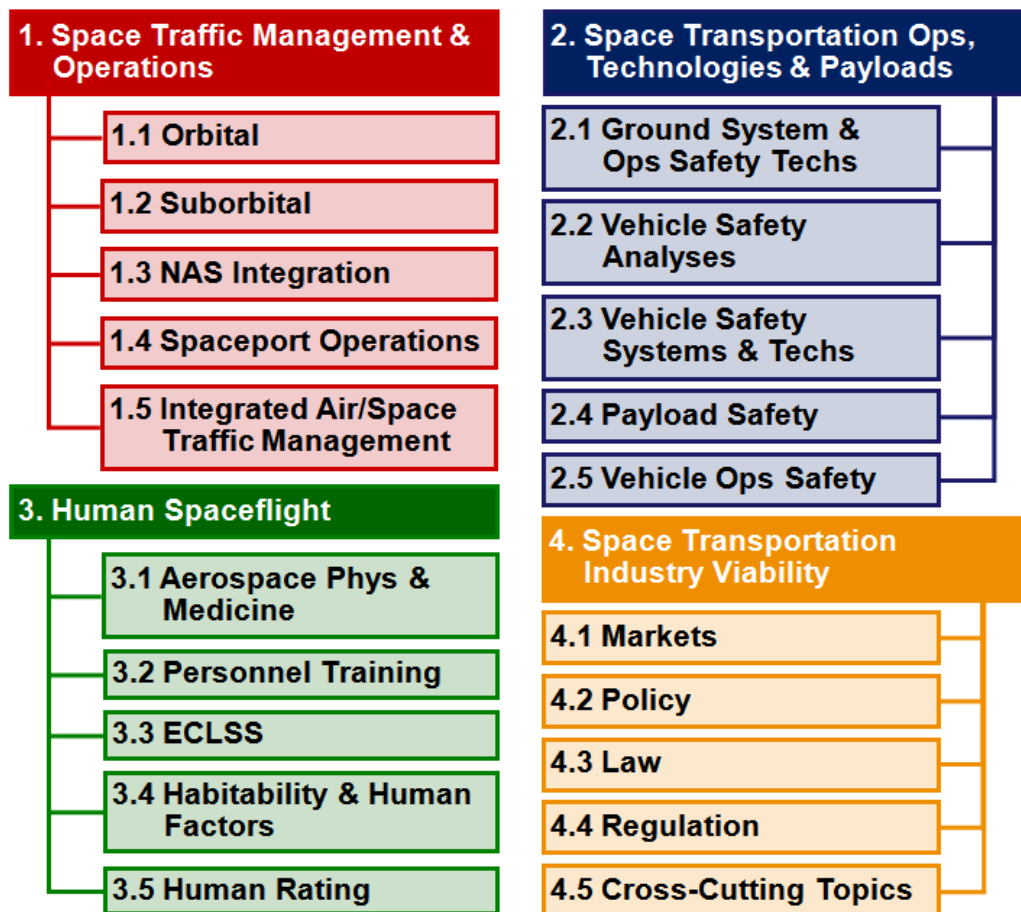 1. Space Traffic Management &
Operations
1.1 Orbital
1.2 Suborbital
1.3 NAS Integration
1.4 Spaceport Operations
1.5 Integrated Air/Space
Traffic Management
2. Space Transportation Ops,
Technologies & Payloads
2.1 Ground System &
Ops Safety Techs
2.2 Vehicle Safety
Analyses
2.3 Vehicle Safety
Systems & Techs
2.4 Payload Safety
2.5 Vehicle Ops Safety
3. Human Spaceflight
3.1 Aerospace Phys &
Medicine
3.2 Personnel Training
3.3 ECLSS
3.4 Habitability & Human
Factors
3.5 Human Rating
4. Space Transportation
Industry Viability
4.1 Markets
4.2 Policy
4.3 Law
4.4 Regulation
4.5 Cross-Cutting Topics